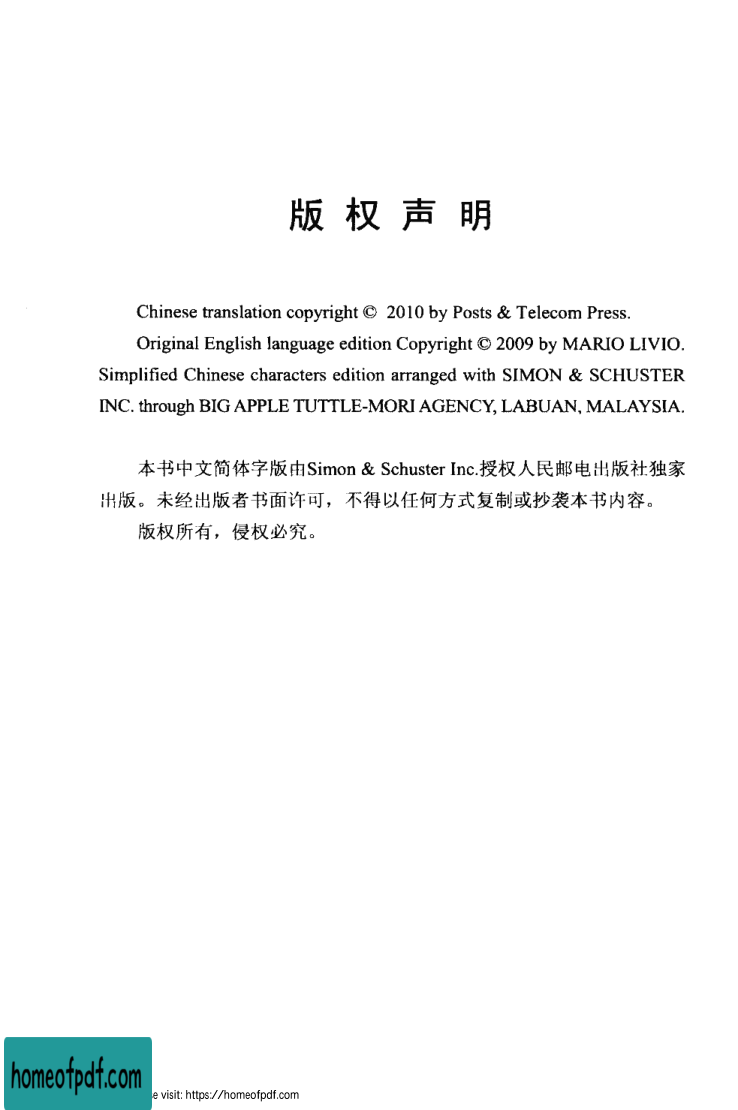 版权声明
Chinese translation copyright © 2010 by Posts & Telecom Press.
Original English language edition Copyright © 2009 by MARIO LIVIO.
Simplified Chinese characters edition arranged with SIMON & SCHUSTER
INC. through BIG APPLE TUTTLE-MORI AGENCY, LABUAN, MALAYSIA.
本书中文简体字版由Simon & Schuster Inc.授权人民邮电出版社独家
出版。未经出版者书面许可，不得以任何方式复制或抄袭本书内容。
版权所有，侵权必究。
homeofpdf.com
e visit: https://homeofpdf.com